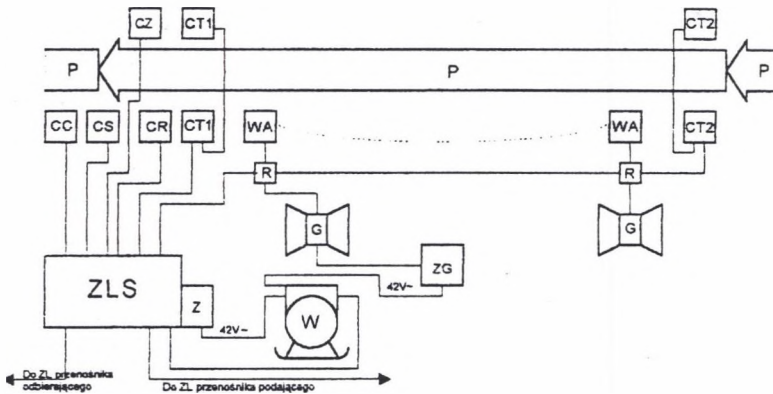 CZ CT1 CT2
P P P
CC CS CR CT1 WA WA CT2
R R
G G
ZLS Z ZG
42V~
W
42V~
Do ZL przenośnika
odbierającego
Do ZL przenośnika podającego